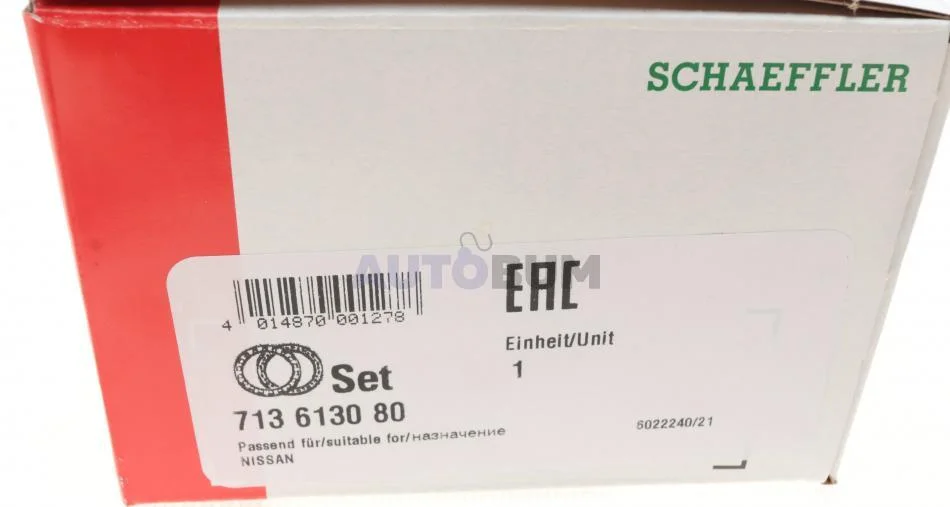 SCHAEFFLER
AUTOBUM
EAC
4 014870 001278
Einheit/Unit
1
Set
713 6130 80
Passend für/suitable for/назначение
NISSAN
6022240/21